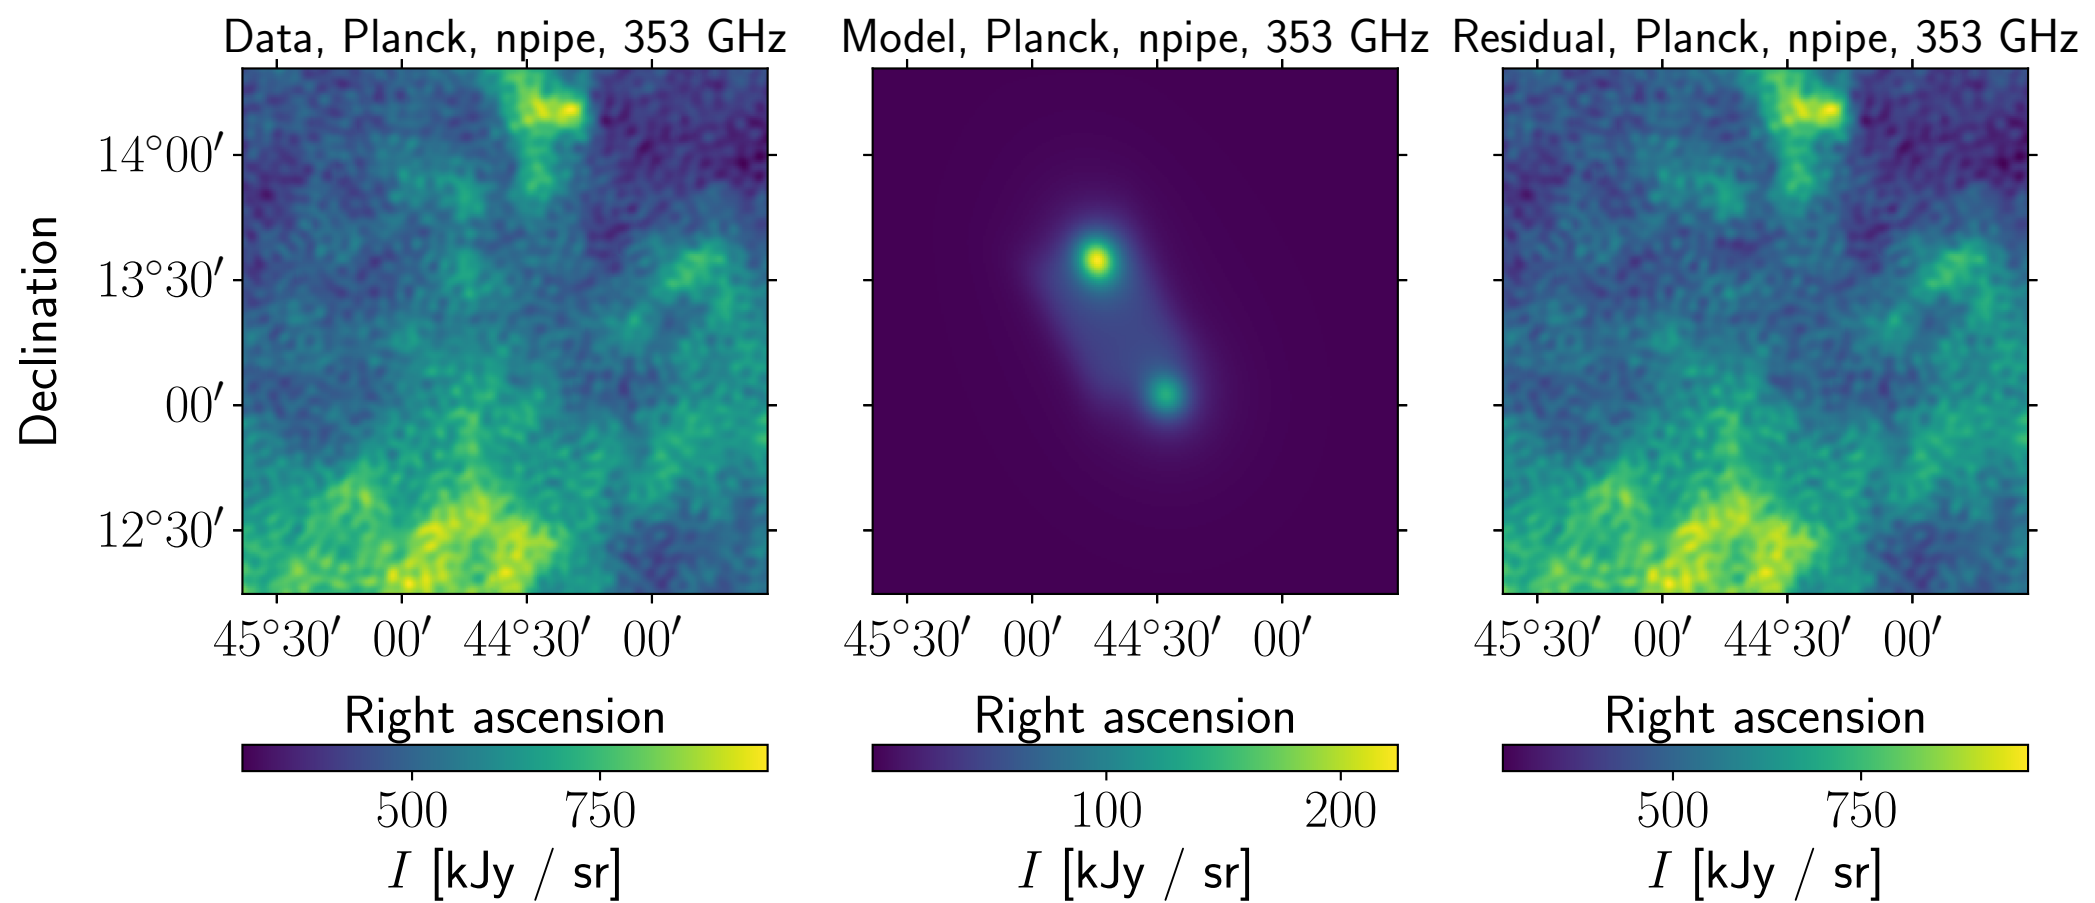 Data, Planck, npipe, 353 GHz
Model, Planck, npipe, 353 GHz
Residual, Planck, npipe, 353 GHz
Declination
14°00′
13°30′
00′
12°30′
45°30′ 00′ 44°30′ 00′
45°30′ 00′ 44°30′ 00′
45°30′ 00′ 44°30′ 00′
Right ascension
Right ascension
Right ascension
500 750
100 200
500 750
I [kJy / sr]
I [kJy / sr]
I [kJy / sr]